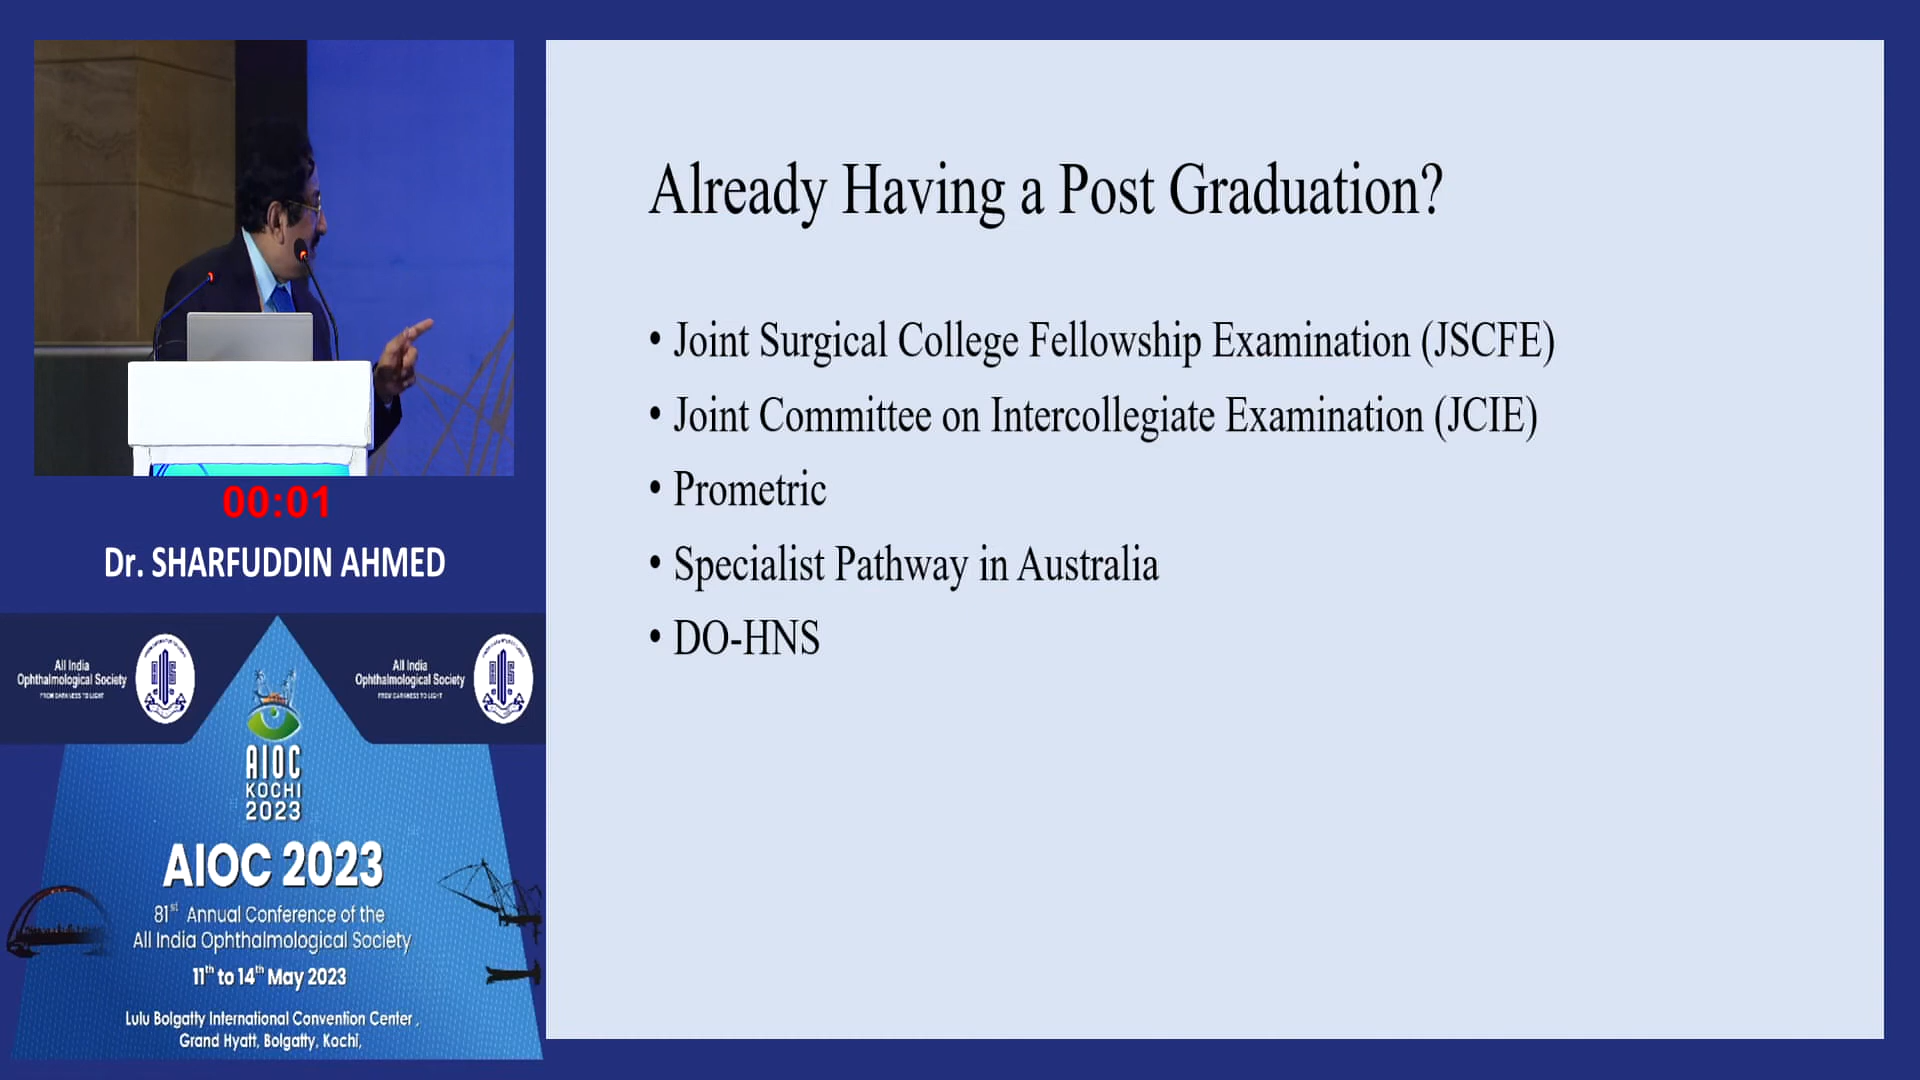 Already Having a Post Graduation?
• Joint Surgical College Fellowship Examination (JSCFE)
• Joint Committee on Intercollegiate Examination (JCIE)
• Prometric
• Specialist Pathway in Australia
• DO-HNS
00:01
Dr. SHARFUDDIN AHMED
All India
Ophthalmological Society
FROM DARKNESS TO LIGHT
All India
Ophthalmological Society
FROM DARKNESS TO LIGHT
AIOC
KOCHI
2023
AIOC 2023
81st Annual Conference of the
All India Ophthalmological Society
11th to 14th May 2023
Lulu Bolgatty International Convention Center ,
Grand Hyatt, Bolgatty, Kochi,